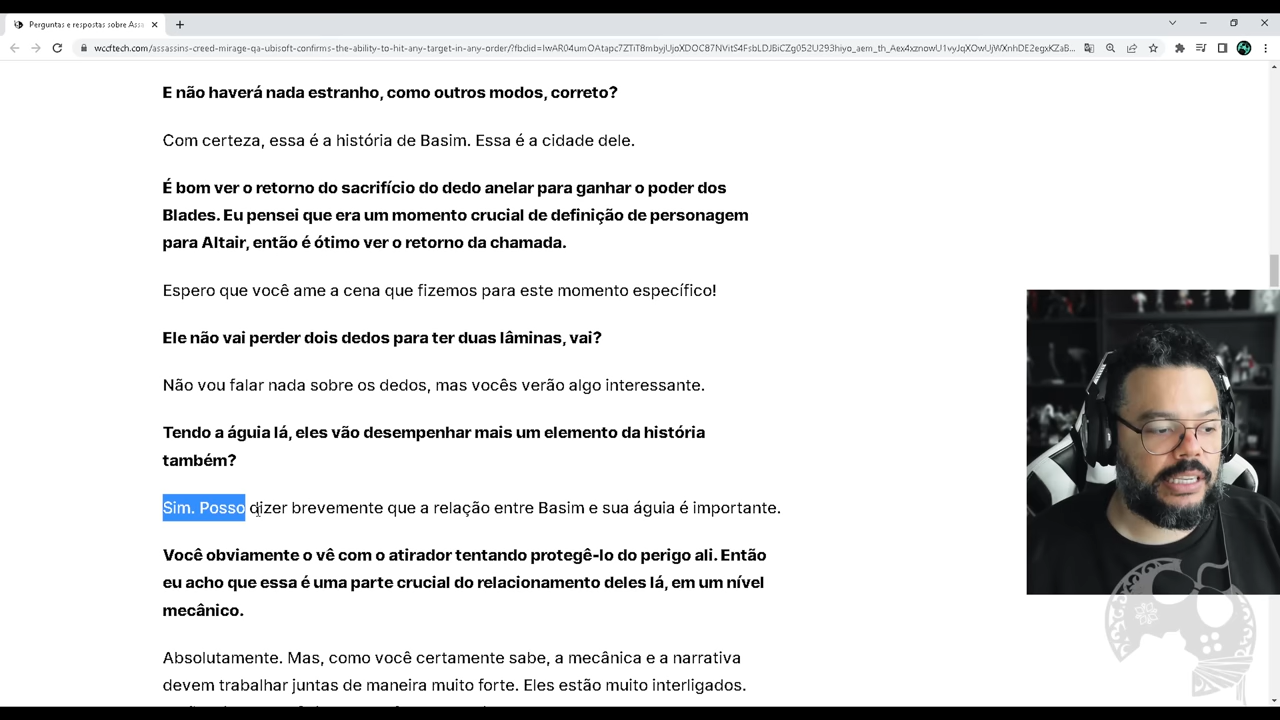 Perguntas e respostas sobre Assa
wccftech.com/assassins-creed-mirage-qa-ubisoft-confirms-the-ability-to-hit-any-target-in-any-order/?fbclid=
E não haverá nada estranho, como outros modos, correto?
Com certeza, essa é a história de Basim. Essa é a cidade dele.
É bom ver o retorno do sacrifício do dedo anelar para ganhar o poder dos
Blades. Eu pensei que era um momento crucial de definição de personagem
para Altair, então é ótimo ver o retorno da chamada.
Espero que você ame a cena que fizemos para este momento específico!
Ele não vai perder dois dedos para ter duas lâminas, vai?
Não vou falar nada sobre os dedos, mas vocês verão algo interessante.
Tendo a águia lá, eles vão desempenhar mais um elemento da história
também?
Sim. Posso dizer brevemente que a relação entre Basim e sua águia é importante.
Você obviamente o vê com o atirador tentando protegê-lo do perigo ali. Então
eu acho que essa é uma parte crucial do relacionamento deles lá, em um nível
mecânico.
Absolutamente. Mas, como você certamente sabe, a mecânica e a narrativa
devem trabalhar juntas de maneira muito forte. Eles estão muito interligados.